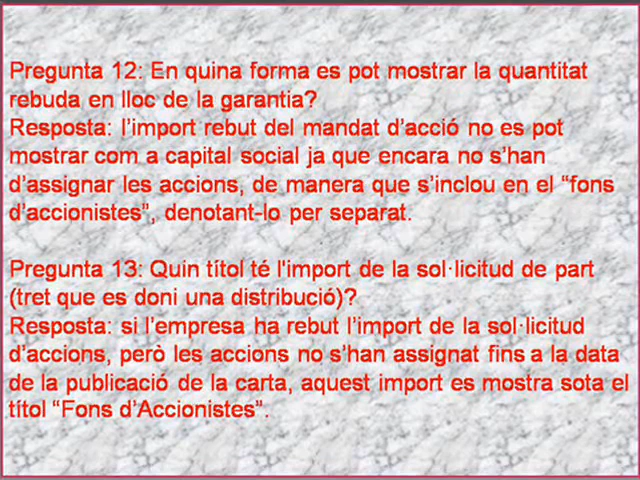 Pregunta 12: En quina forma es pot mostrar la quantitat
rebuda en lloc de la garantia?
Resposta: l’import rebut del mandat d’acció no es pot
mostrar com a capital social ja que encara no s’han
d’assignar les accions, de manera que s’inclou en el “fons
d’accionistes”, denotant-lo per separat.
Pregunta 13: Quin títol té l'import de la sol·licitud de part
(tret que es doni una distribució)?
Resposta: si l’empresa ha rebut l’import de la sol·licitud
d’accions, però les accions no s’han assignat fins a la data
de la publicació de la carta, aquest import es mostra sota el
títol “Fons d’Accionistes”.